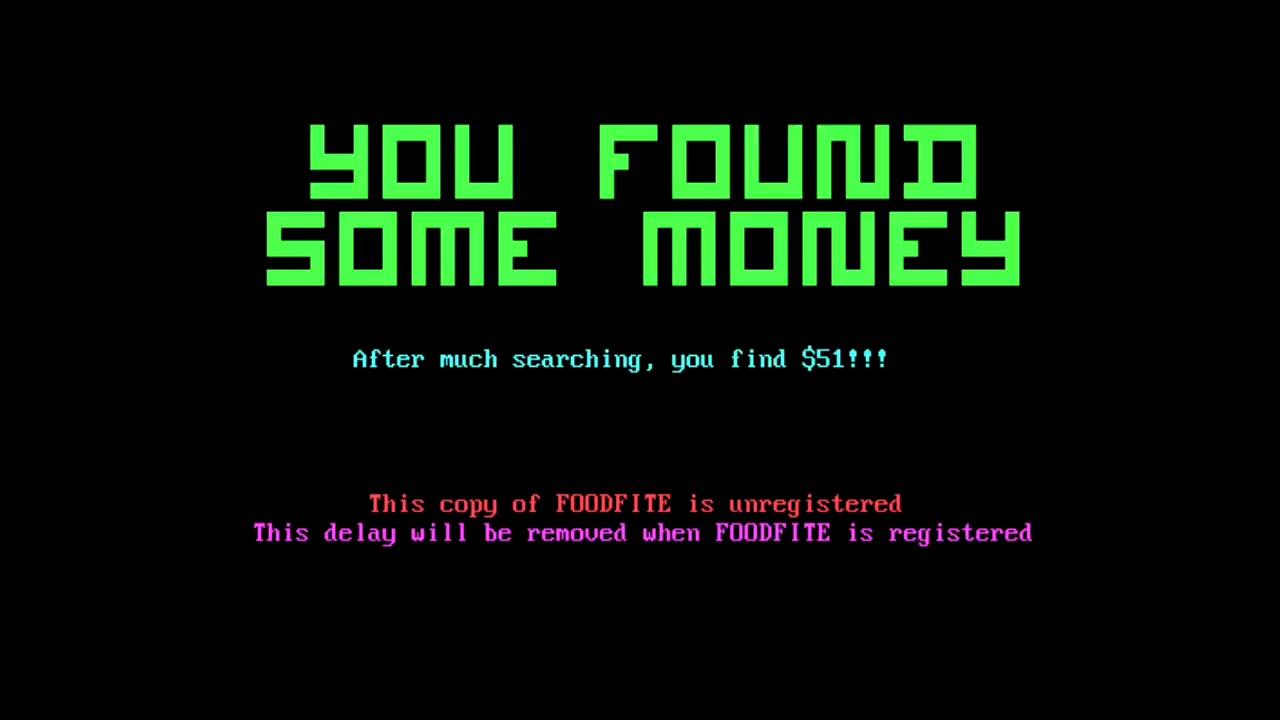 YOU FOUND
SOME MONEY
After much searching, you find $51!!!
This copy of FOODFITE is unregistered
This delay will be removed when FOODFITE is registered